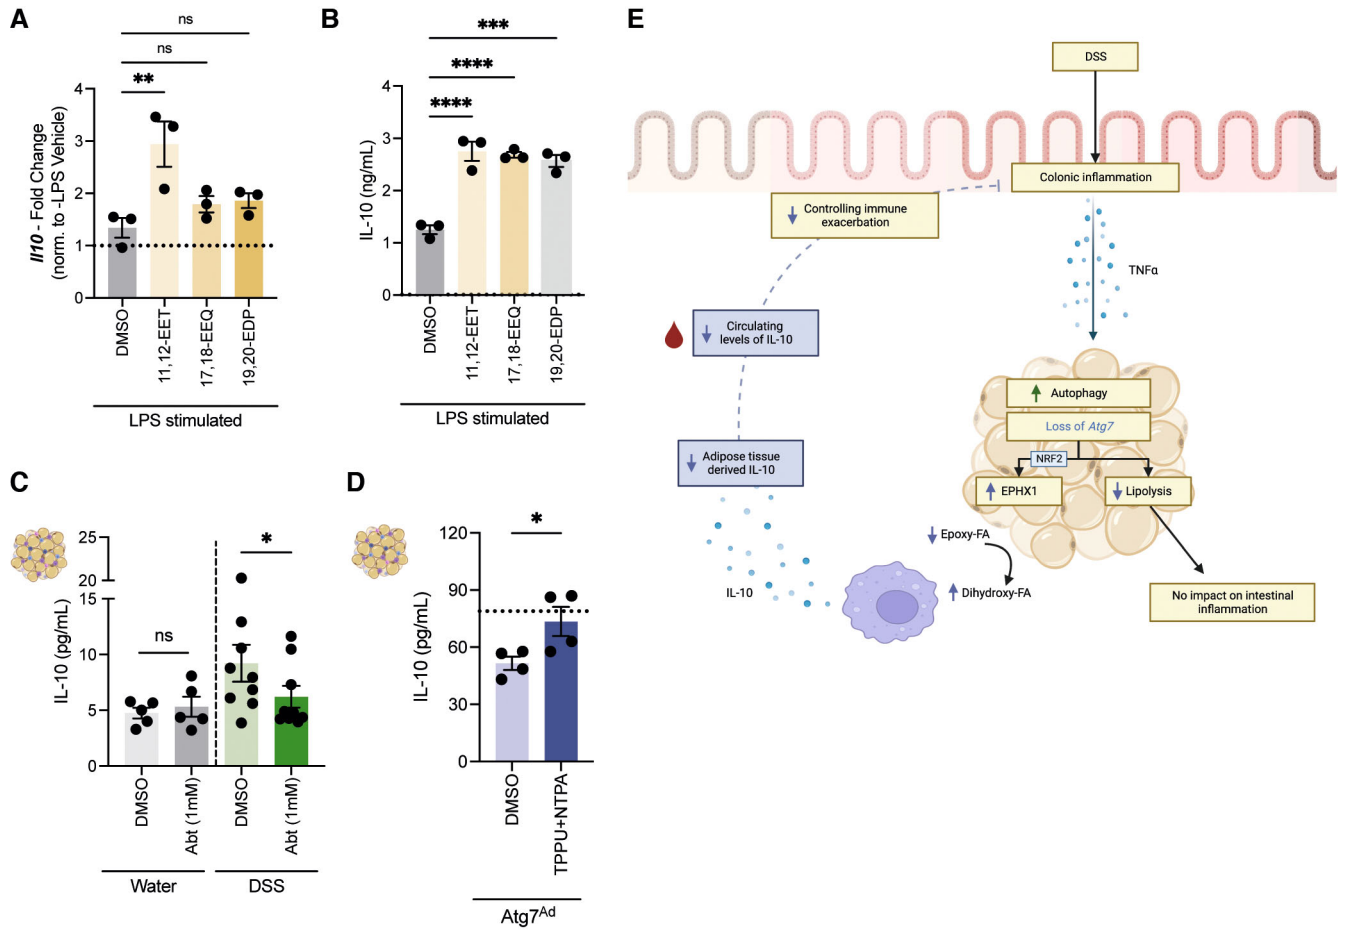 A
ns
ns
**
Il10 - Fold Change
(norm. to -LPS Vehicle)
4
3
2
1
0
DMSO
11,12-EET
17,18-EEQ
19,20-EDP
LPS stimulated
B
***
****
****
IL-10 (ng/mL)
4
3
2
1
0
DMSO
11,12-EET
17,18-EEQ
19,20-EDP
LPS stimulated
C
IL-10 (pg/mL)
25
20
15
10
5
0
ns
*
DMSO
Abt (1mM)
DMSO
Abt (1mM)
Water
DSS
D
IL-10 (pg/mL)
120
90
60
30
0
*
DMSO
TPPU+NTPA
Atg7Ad
E
DSS
Colonic inflammation
Controlling immune
exacerbation
TNFα
Circulating
levels of IL-10
Autophagy
Loss of Atg7
NRF2
EPHX1
Lipolysis
Adipose tissue
derived IL-10
Epoxy-FA
Dihydroxy-FA
IL-10
No impact on intestinal
inflammation